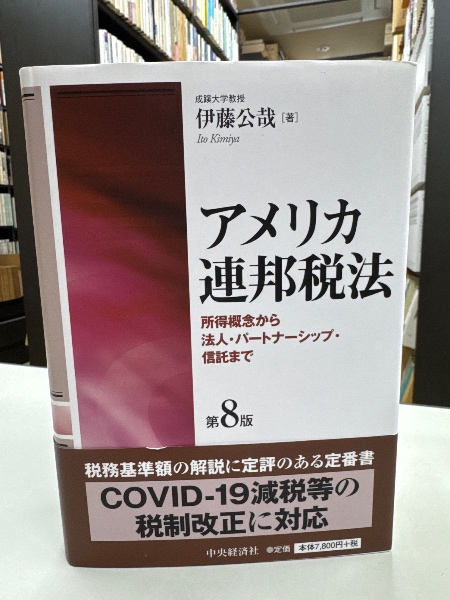 成蹊大学教授
伊藤公哉［著］
Ito Kimiya
アメリカ
連邦税法
所得概念から
法人・パートナーシップ・
信託まで
第8版
税務基準額の解説に定評のある定番書
COVID-19減税等の
税制改正に対応
中央経済社 ●定価 本体7,800円+税